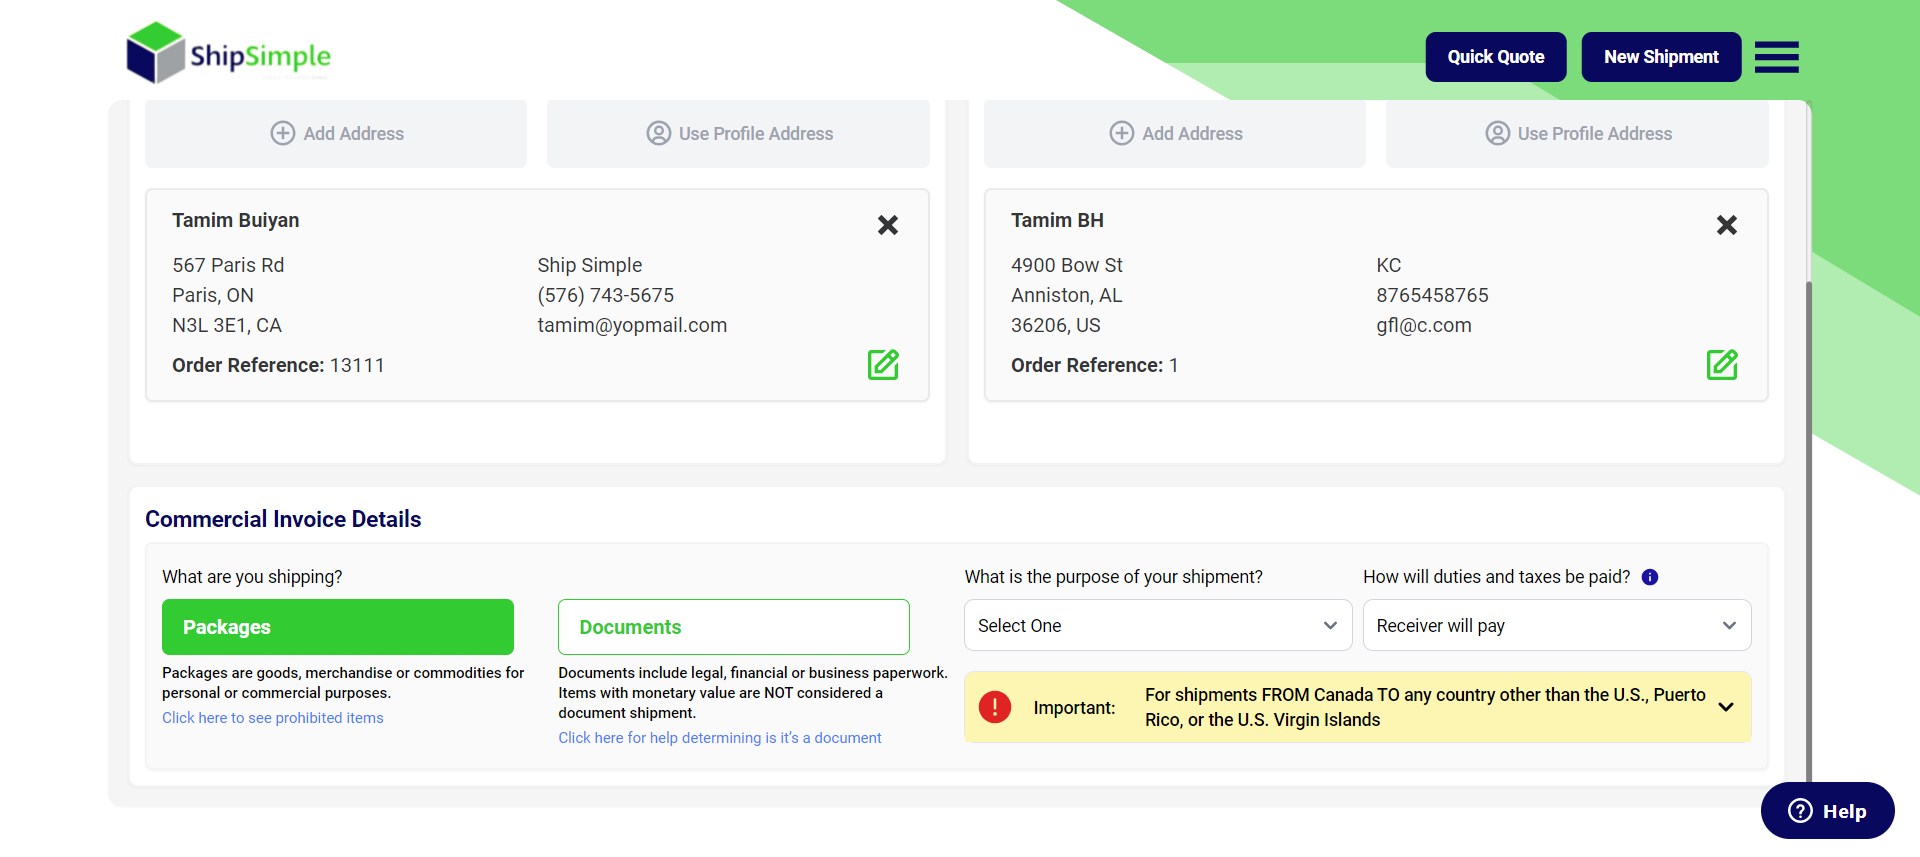 ShipSimple
Quick Quote
New Shipment
Add Address
Use Profile Address
Add Address
Use Profile Address
Tamim Buiyan
567 Paris Rd
Paris, ON
N3L 3E1, CA
Ship Simple
(576) 743-5675
tamim@yopmail.com
Order Reference: 13111
Tamim BH
4900 Bow St
Anniston, AL
36206, US
KC
8765458765
gfl@c.com
Order Reference: 1
Commercial Invoice Details
What are you shipping?
Packages
Packages are goods, merchandise or commodities for
personal or commercial purposes.
Click here to see prohibited items
Documents
Documents include legal, financial or business paperwork.
Items with monetary value are NOT considered a
document shipment.
Click here for help determining is it's a document
What is the purpose of your shipment?
Select One
How will duties and taxes be paid?
Receiver will pay
Important:
For shipments FROM Canada TO any country other than the U.S., Puerto
Rico, or the U.S. Virgin Islands
Help